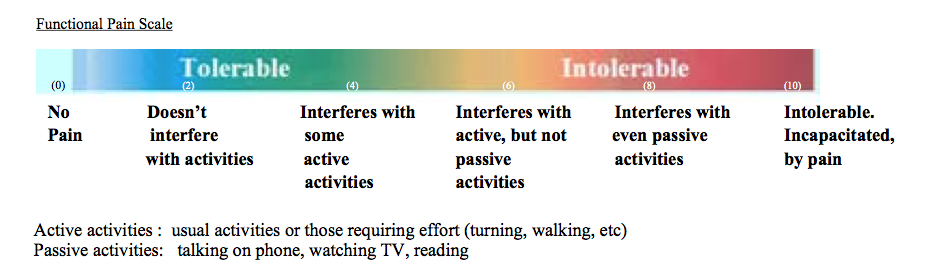 Functional Pain Scale
Tolerable Intolerable
(0) (2) (4) (6) (8) (10)
No Pain
Doesn't interfere with activities
Interferes with some active activities
Interferes with active, but not passive activities
Interferes with even passive activities
Intolerable. Incapacitated, by pain
Active activities : usual activities or those requiring effort (turning, walking, etc)
Passive activities: talking on phone, watching TV, reading